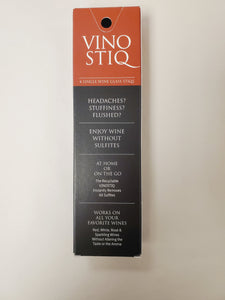 VINO
STIQ
4 SINGLE WINE GLASS STIQS
HEADACHES?
STUFFINESS?
FLUSHED?
ENJOY WINE
WITHOUT
SULFITES
AT HOME
OR
ON THE GO
The Recyclable
VINOSTIQ
Instantly Removes
All Sulfites
WORKS ON
ALL YOUR
FAVORITE WINES
Red, White, Rosé &
Sparkling Wines
Without Altering the
Taste or the Aroma